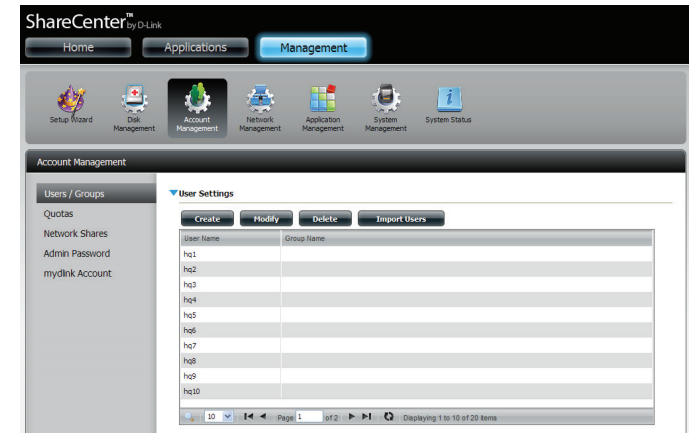 ShareCenter™ by D-Link
Home Applications Management
Setup Wizard Disk Management Account Management Network Management Application Management System Management System Status
Account Management
Users / Groups
Quotas
Network Shares
Admin Password
mydlink Account
User Settings
Create Modify Delete Import Users
User Name Group Name
hq1
hq2
hq3
hq4
hq5
hq6
hq7
hq8
hq9
hq10
10 Page 1 of 2 Displaying 1 to 10 of 20 items